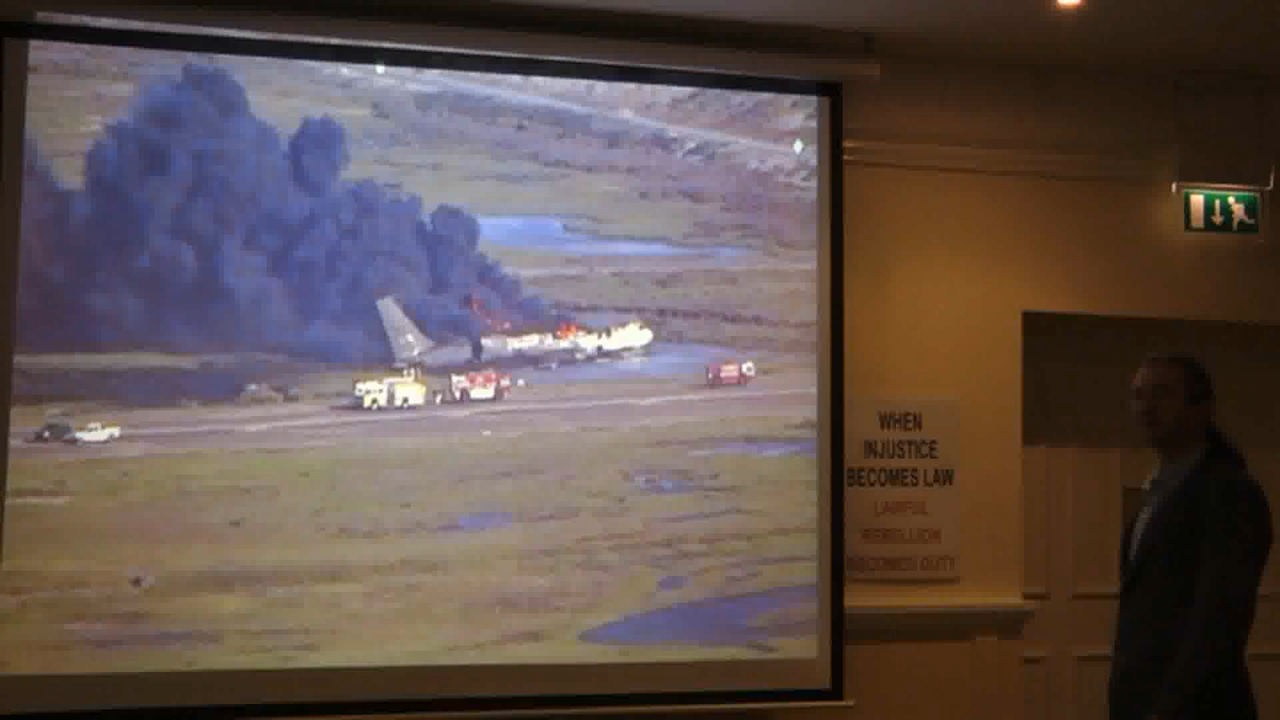 WHEN
INJUSTICE
BECOMES LAW
LAWFUL
REBELLION
BECOMES DUTY